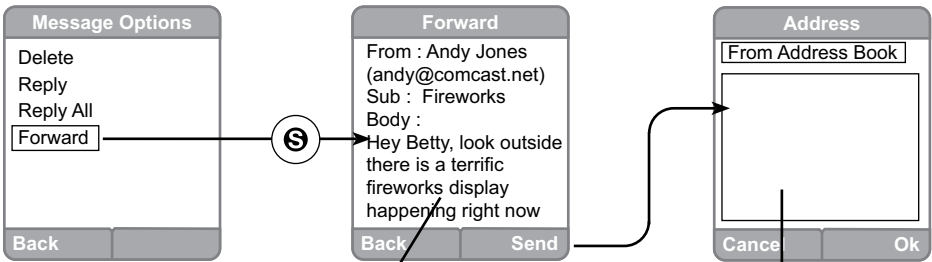 Message Options
Delete
Reply
Reply All
Forward
Back
S
Forward
From : Andy Jones
(andy@comcast.net)
Sub : Fireworks
Body :
Hey Betty, look outside
there is a terrific
fireworks display
happening right now
Back
Send
Address
From Address Book
Cancel
Ok